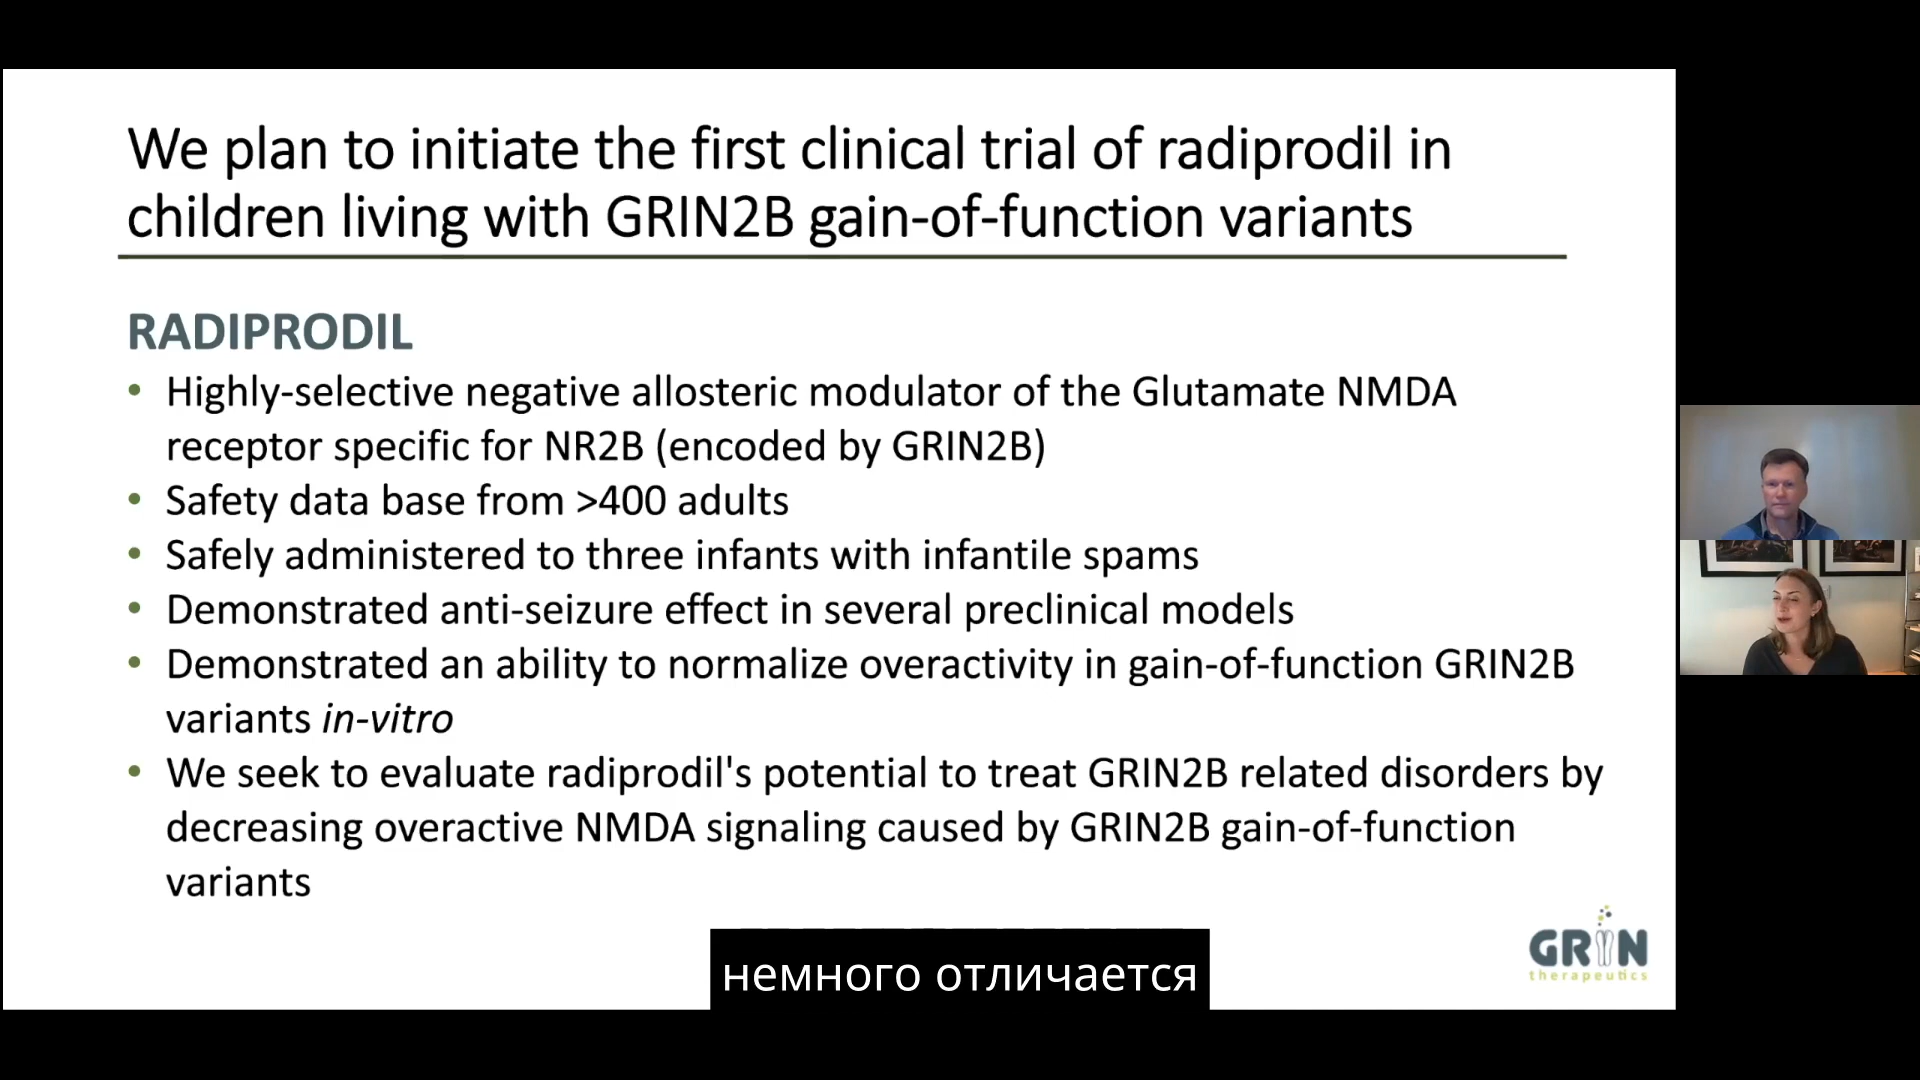 We plan to initiate the first clinical trial of radiprodil in
children living with GRIN2B gain-of-function variants
RADIPRODIL
• Highly-selective negative allosteric modulator of the Glutamate NMDA
receptor specific for NR2B (encoded by GRIN2B)
• Safety data base from >400 adults
• Safely administered to three infants with infantile spams
• Demonstrated anti-seizure effect in several preclinical models
• Demonstrated an ability to normalize overactivity in gain-of-function GRIN2B
variants in-vitro
• We seek to evaluate radiprodil's potential to treat GRIN2B related disorders by
decreasing overactive NMDA signaling caused by GRIN2B gain-of-function
variants
GRIN
therapeutics
немного отличается